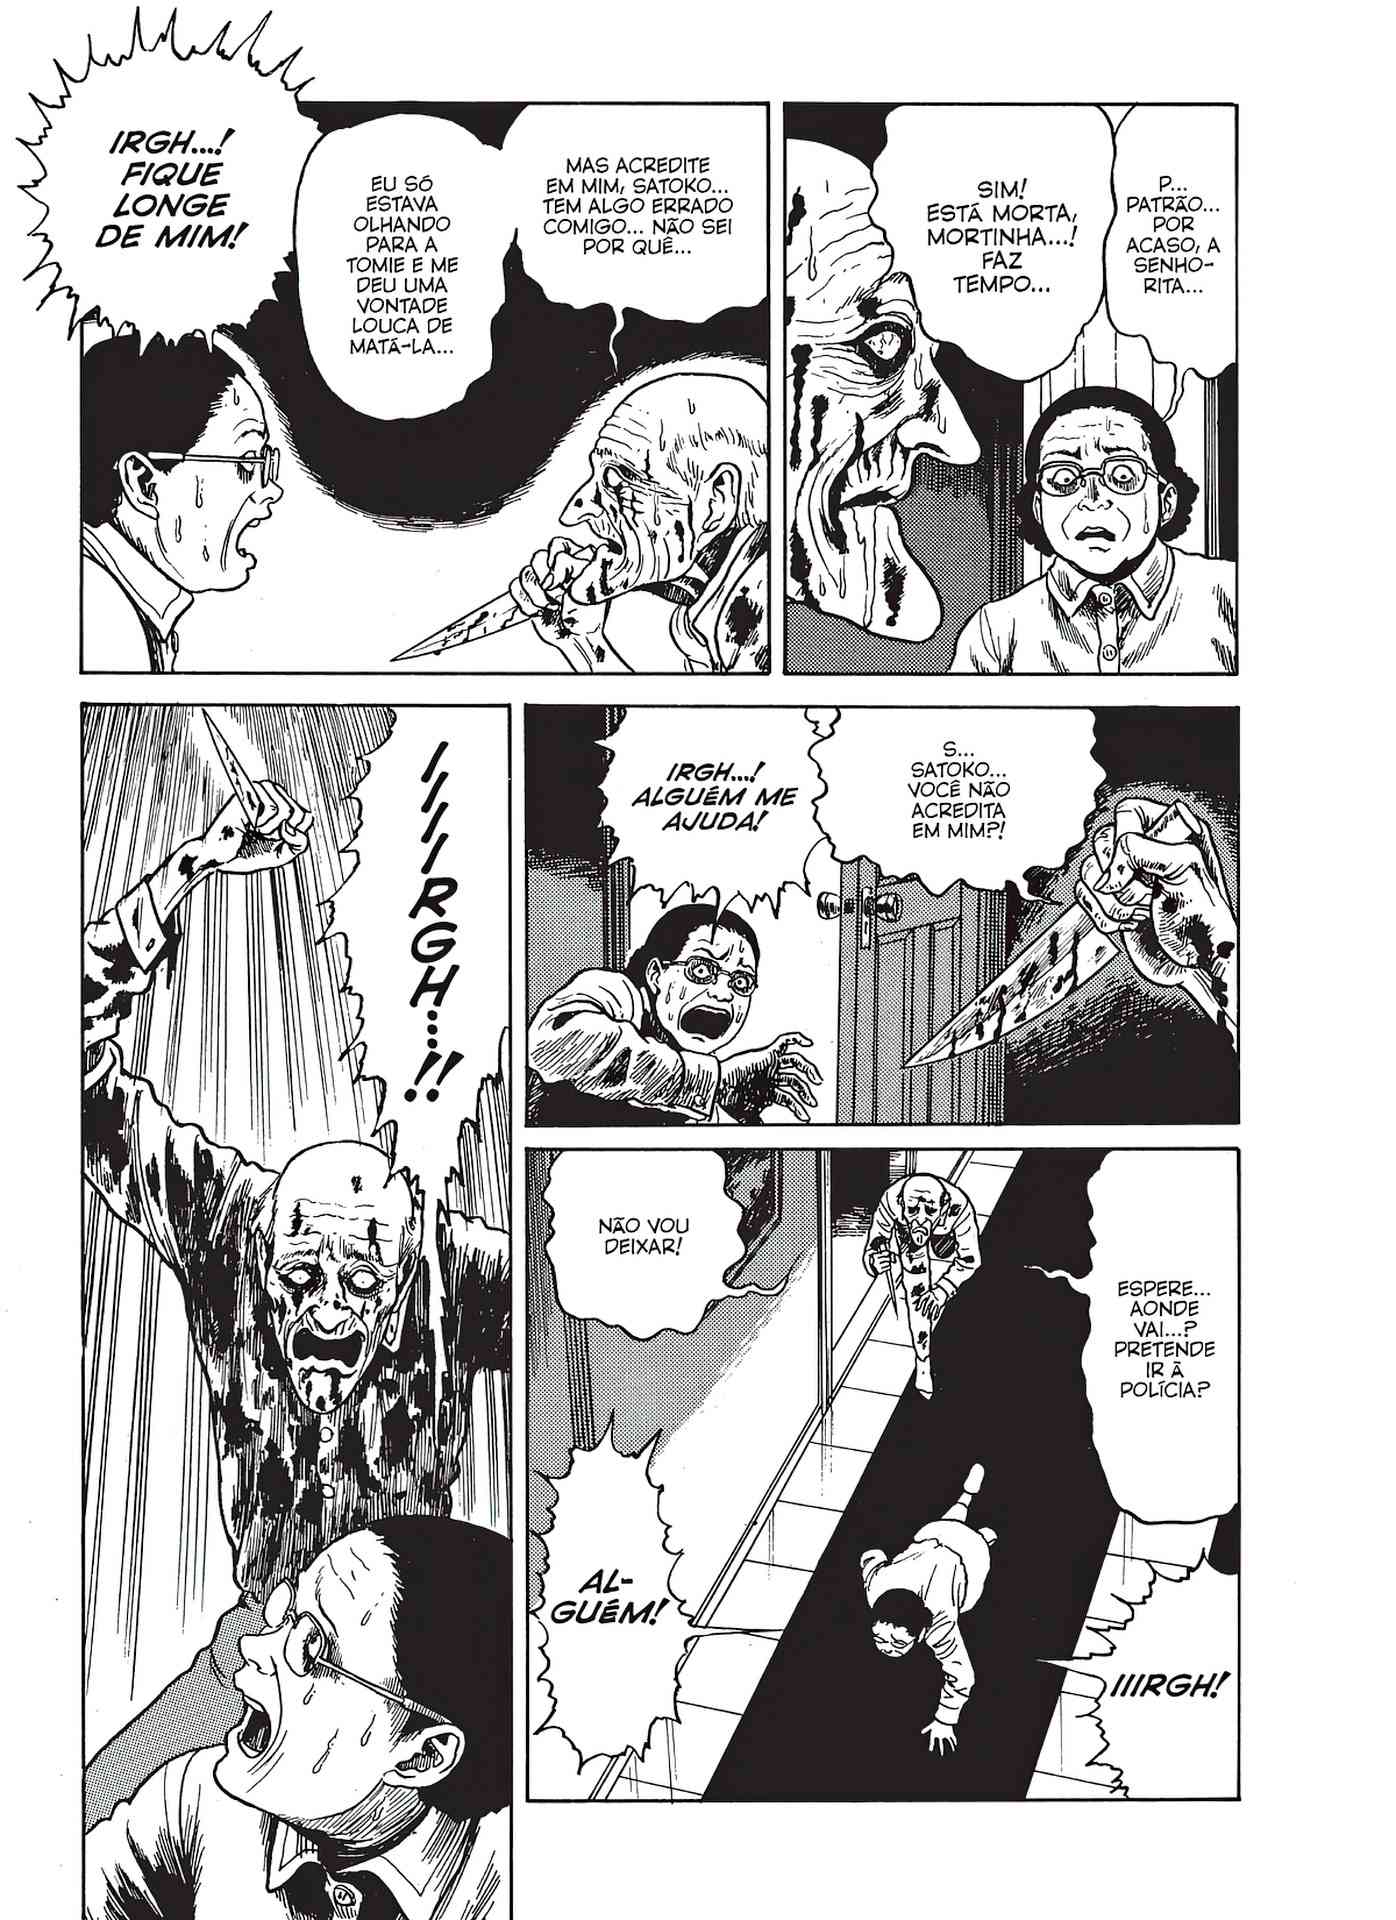 P...
PATRÃO...
POR
ACASO, A
SENHO-
RITA...
SIM!
ESTÁ MORTA,
MORTINHA...!
FAZ
TEMPO...
MAS ACREDITE
EM MIM, SATOKO...
TEM ALGO ERRADO
COMIGO... NÃO SEI
POR QUÊ...
EU SÓ
ESTAVA
OLHANDO
PARA A
TOMIE E ME
DEU UMA
VONTADE
LOUCA DE
MATÁ-LA...
IRGH...!
FIQUE
LONGE
DE MIM!
S...
SATOKO...
VOCÊ NÃO
ACREDITA
EM MIM?!
IRGH...!
ALGUÉM ME
AJUDA!
ESPERE...
AONDE
VAI...?
PRETENDE
IR À
POLÍCIA?
NÃO VOU
DEIXAR!
IIIRGH!
AL-
GUÉM!
IIIIIRGH...!!